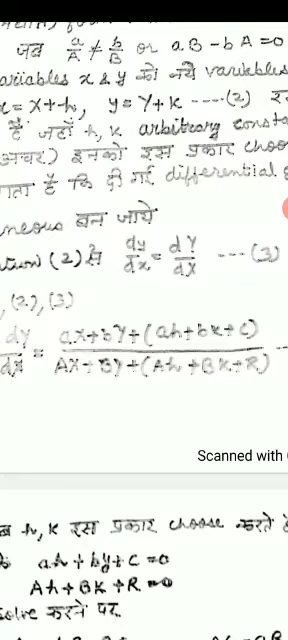 जब a/A ≠ b/B or aB-bA=0
variables x & y को नये variables
x = X+h, y = Y+K ----(2)
है जहाँ h, K arbitrary consta
अचर) इनको इस प्रकार choo
गाता है कि दी गई differential
neous बन जाये
(2) से dy/dx = dY/dX ---(3)
, (2), (3)
dY/dX = aX+bY+(ah+bK+C) / AX+BY+(Ah+BK+R) --
Scanned with
ब h, K इस प्रकार choose करते है
ah + by + C = 0
Ah + BK + R = 0
solve करने पर